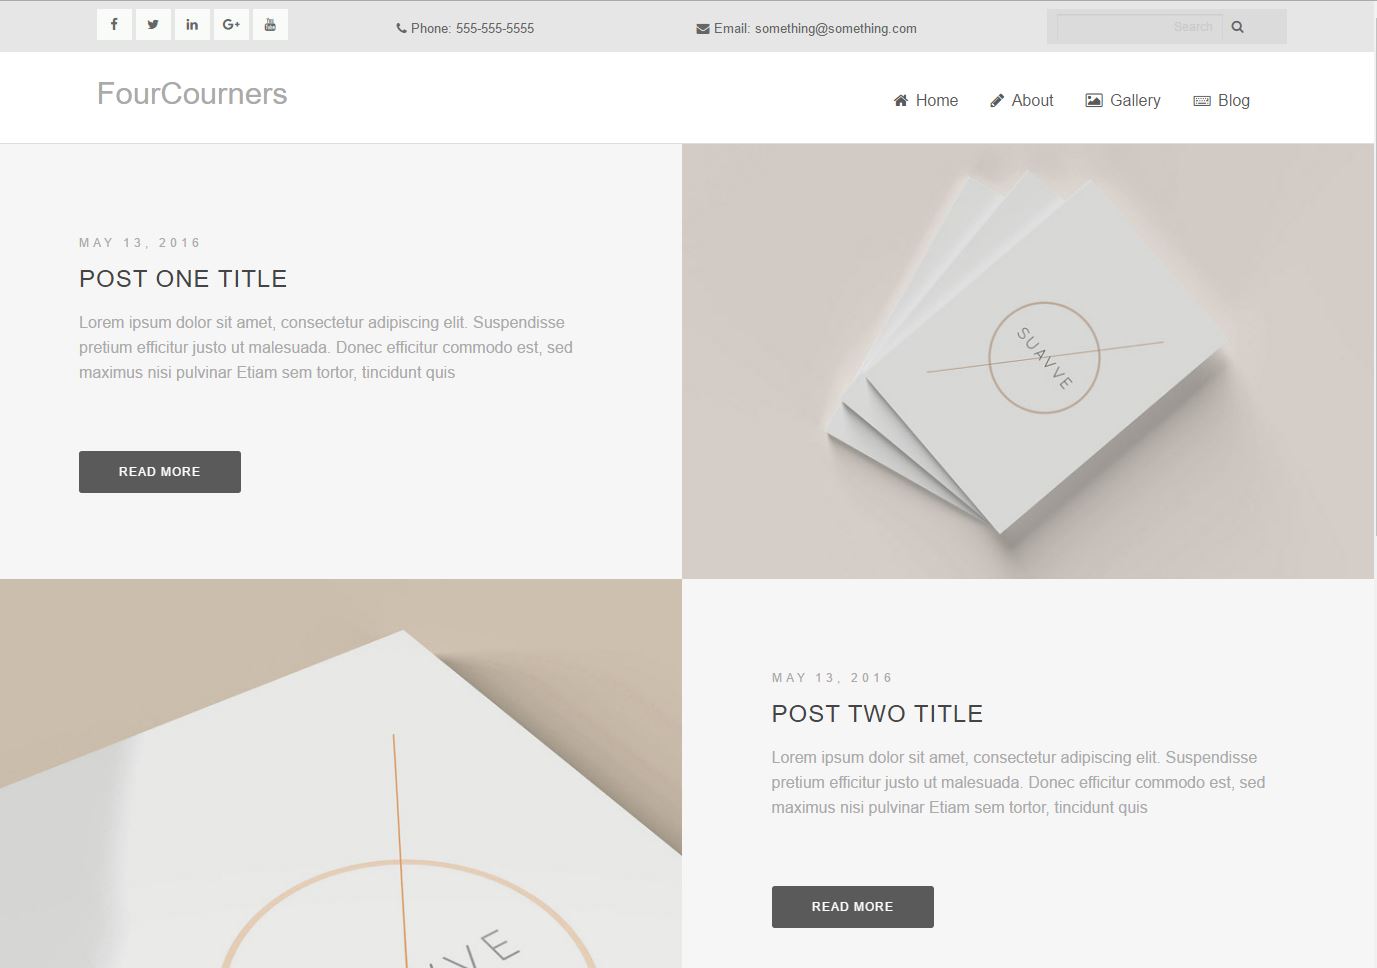 Phone: 555-555-5555
Email: something@something.com
Search
FourCourners
Home About Gallery Blog
MAY 13, 2016
POST ONE TITLE
Lorem ipsum dolor sit amet, consectetur adipiscing elit. Suspendisse
pretium efficitur justo ut malesuada. Donec efficitur commodo est, sed
maximus nisi pulvinar Etiam sem tortor, tincidunt quis
READ MORE
SUAVVE
MAY 13, 2016
POST TWO TITLE
Lorem ipsum dolor sit amet, consectetur adipiscing elit. Suspendisse
pretium efficitur justo ut malesuada. Donec efficitur commodo est, sed
maximus nisi pulvinar Etiam sem tortor, tincidunt quis
READ MORE
VE